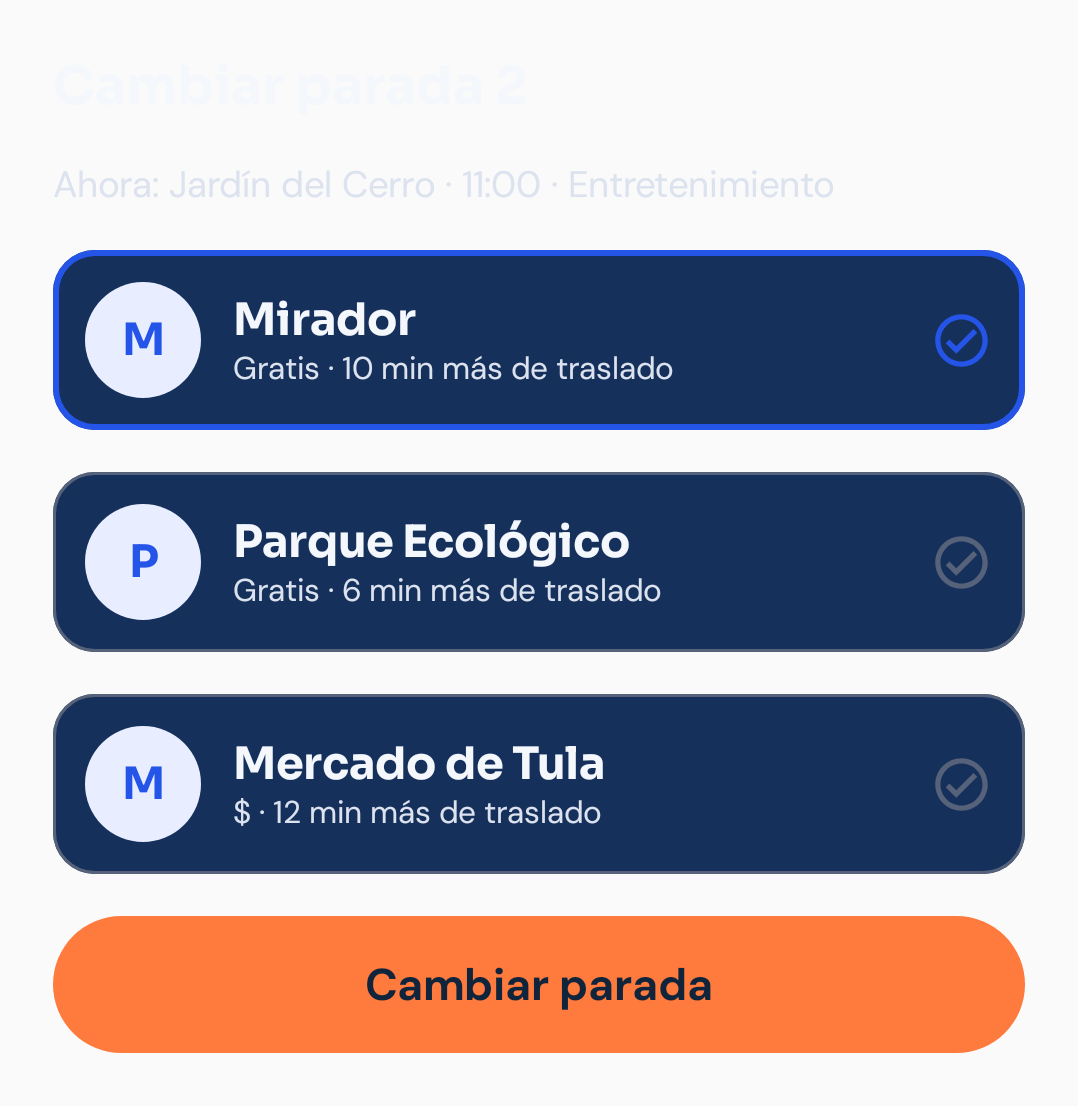 Cambiar parada 2
Ahora: Jardín del Cerro · 11:00 · Entretenimiento
M
Mirador
Gratis · 10 min más de traslado
P
Parque Ecológico
Gratis · 6 min más de traslado
M
Mercado de Tula
$ · 12 min más de traslado
Cambiar parada